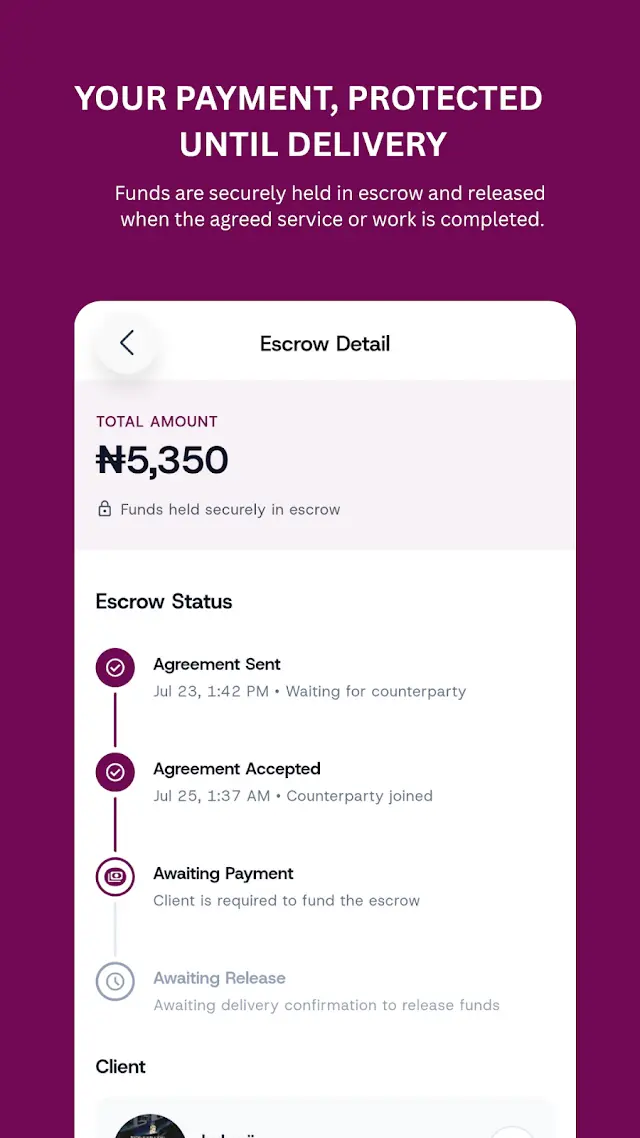 YOUR PAYMENT, PROTECTED
UNTIL DELIVERY
Funds are securely held in escrow and released
when the agreed service or work is completed.
Escrow Detail
TOTAL AMOUNT
₦5,350
Funds held securely in escrow
Escrow Status
Agreement Sent
Jul 23, 1:42 PM • Waiting for counterparty
Agreement Accepted
Jul 25, 1:37 AM • Counterparty joined
Awaiting Payment
Client is required to fund the escrow
Awaiting Release
Awaiting delivery confirmation to release funds
Client